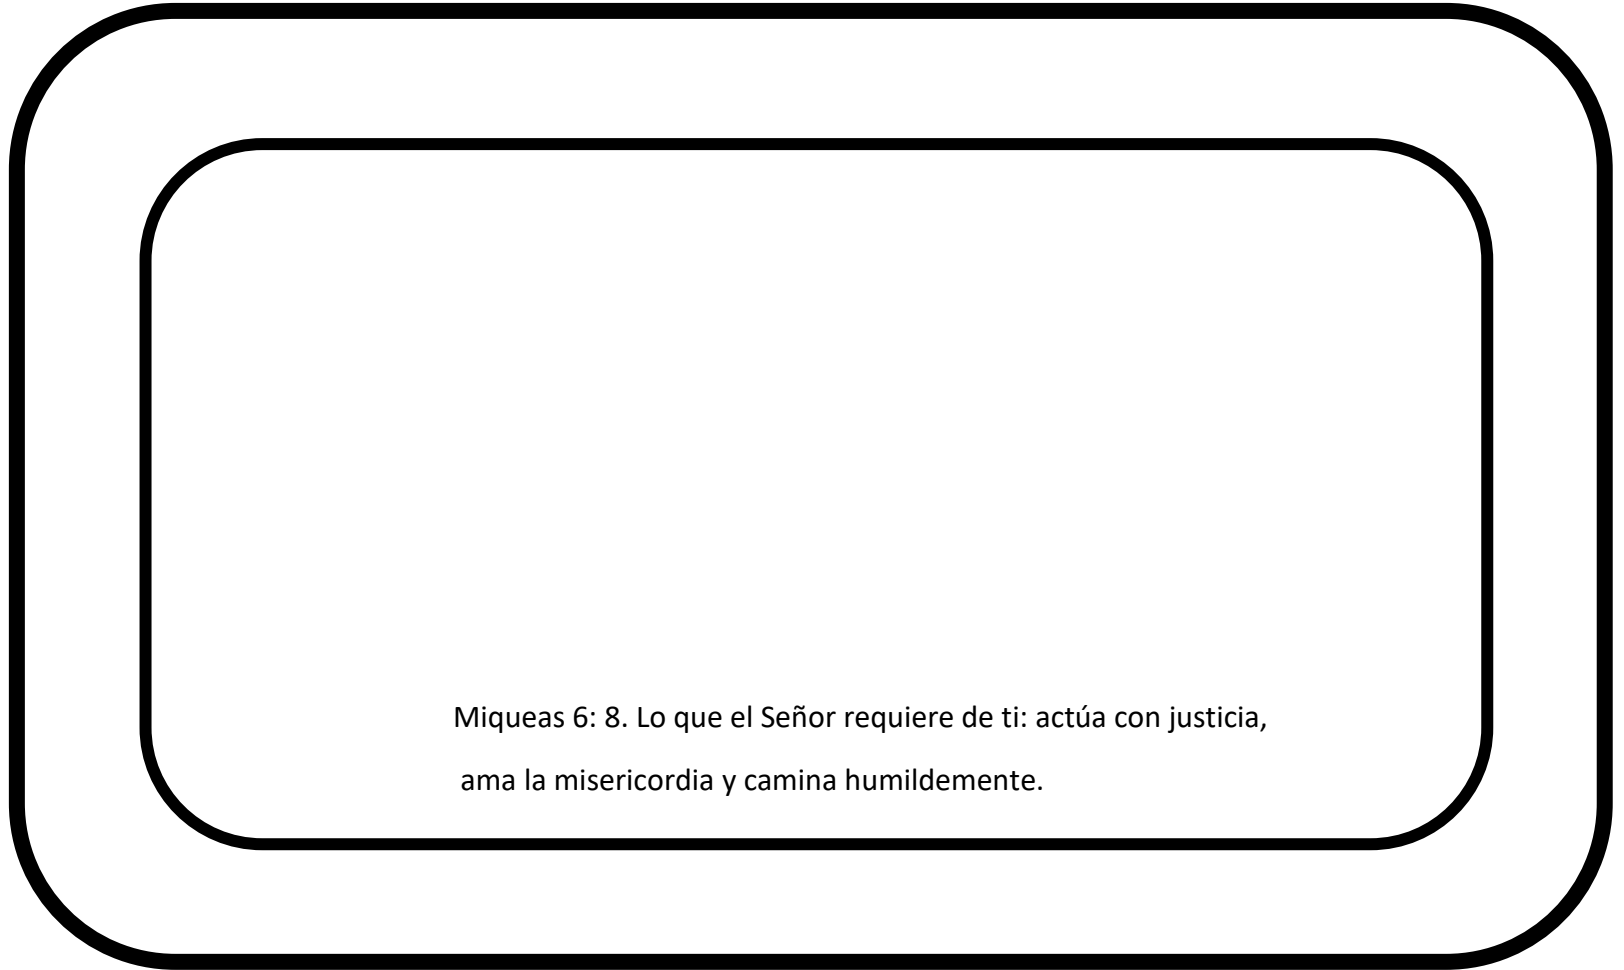 Miqueas 6: 8. Lo que el Señor requiere de ti: actúa con justicia,
ama la misericordia y camina humildemente.